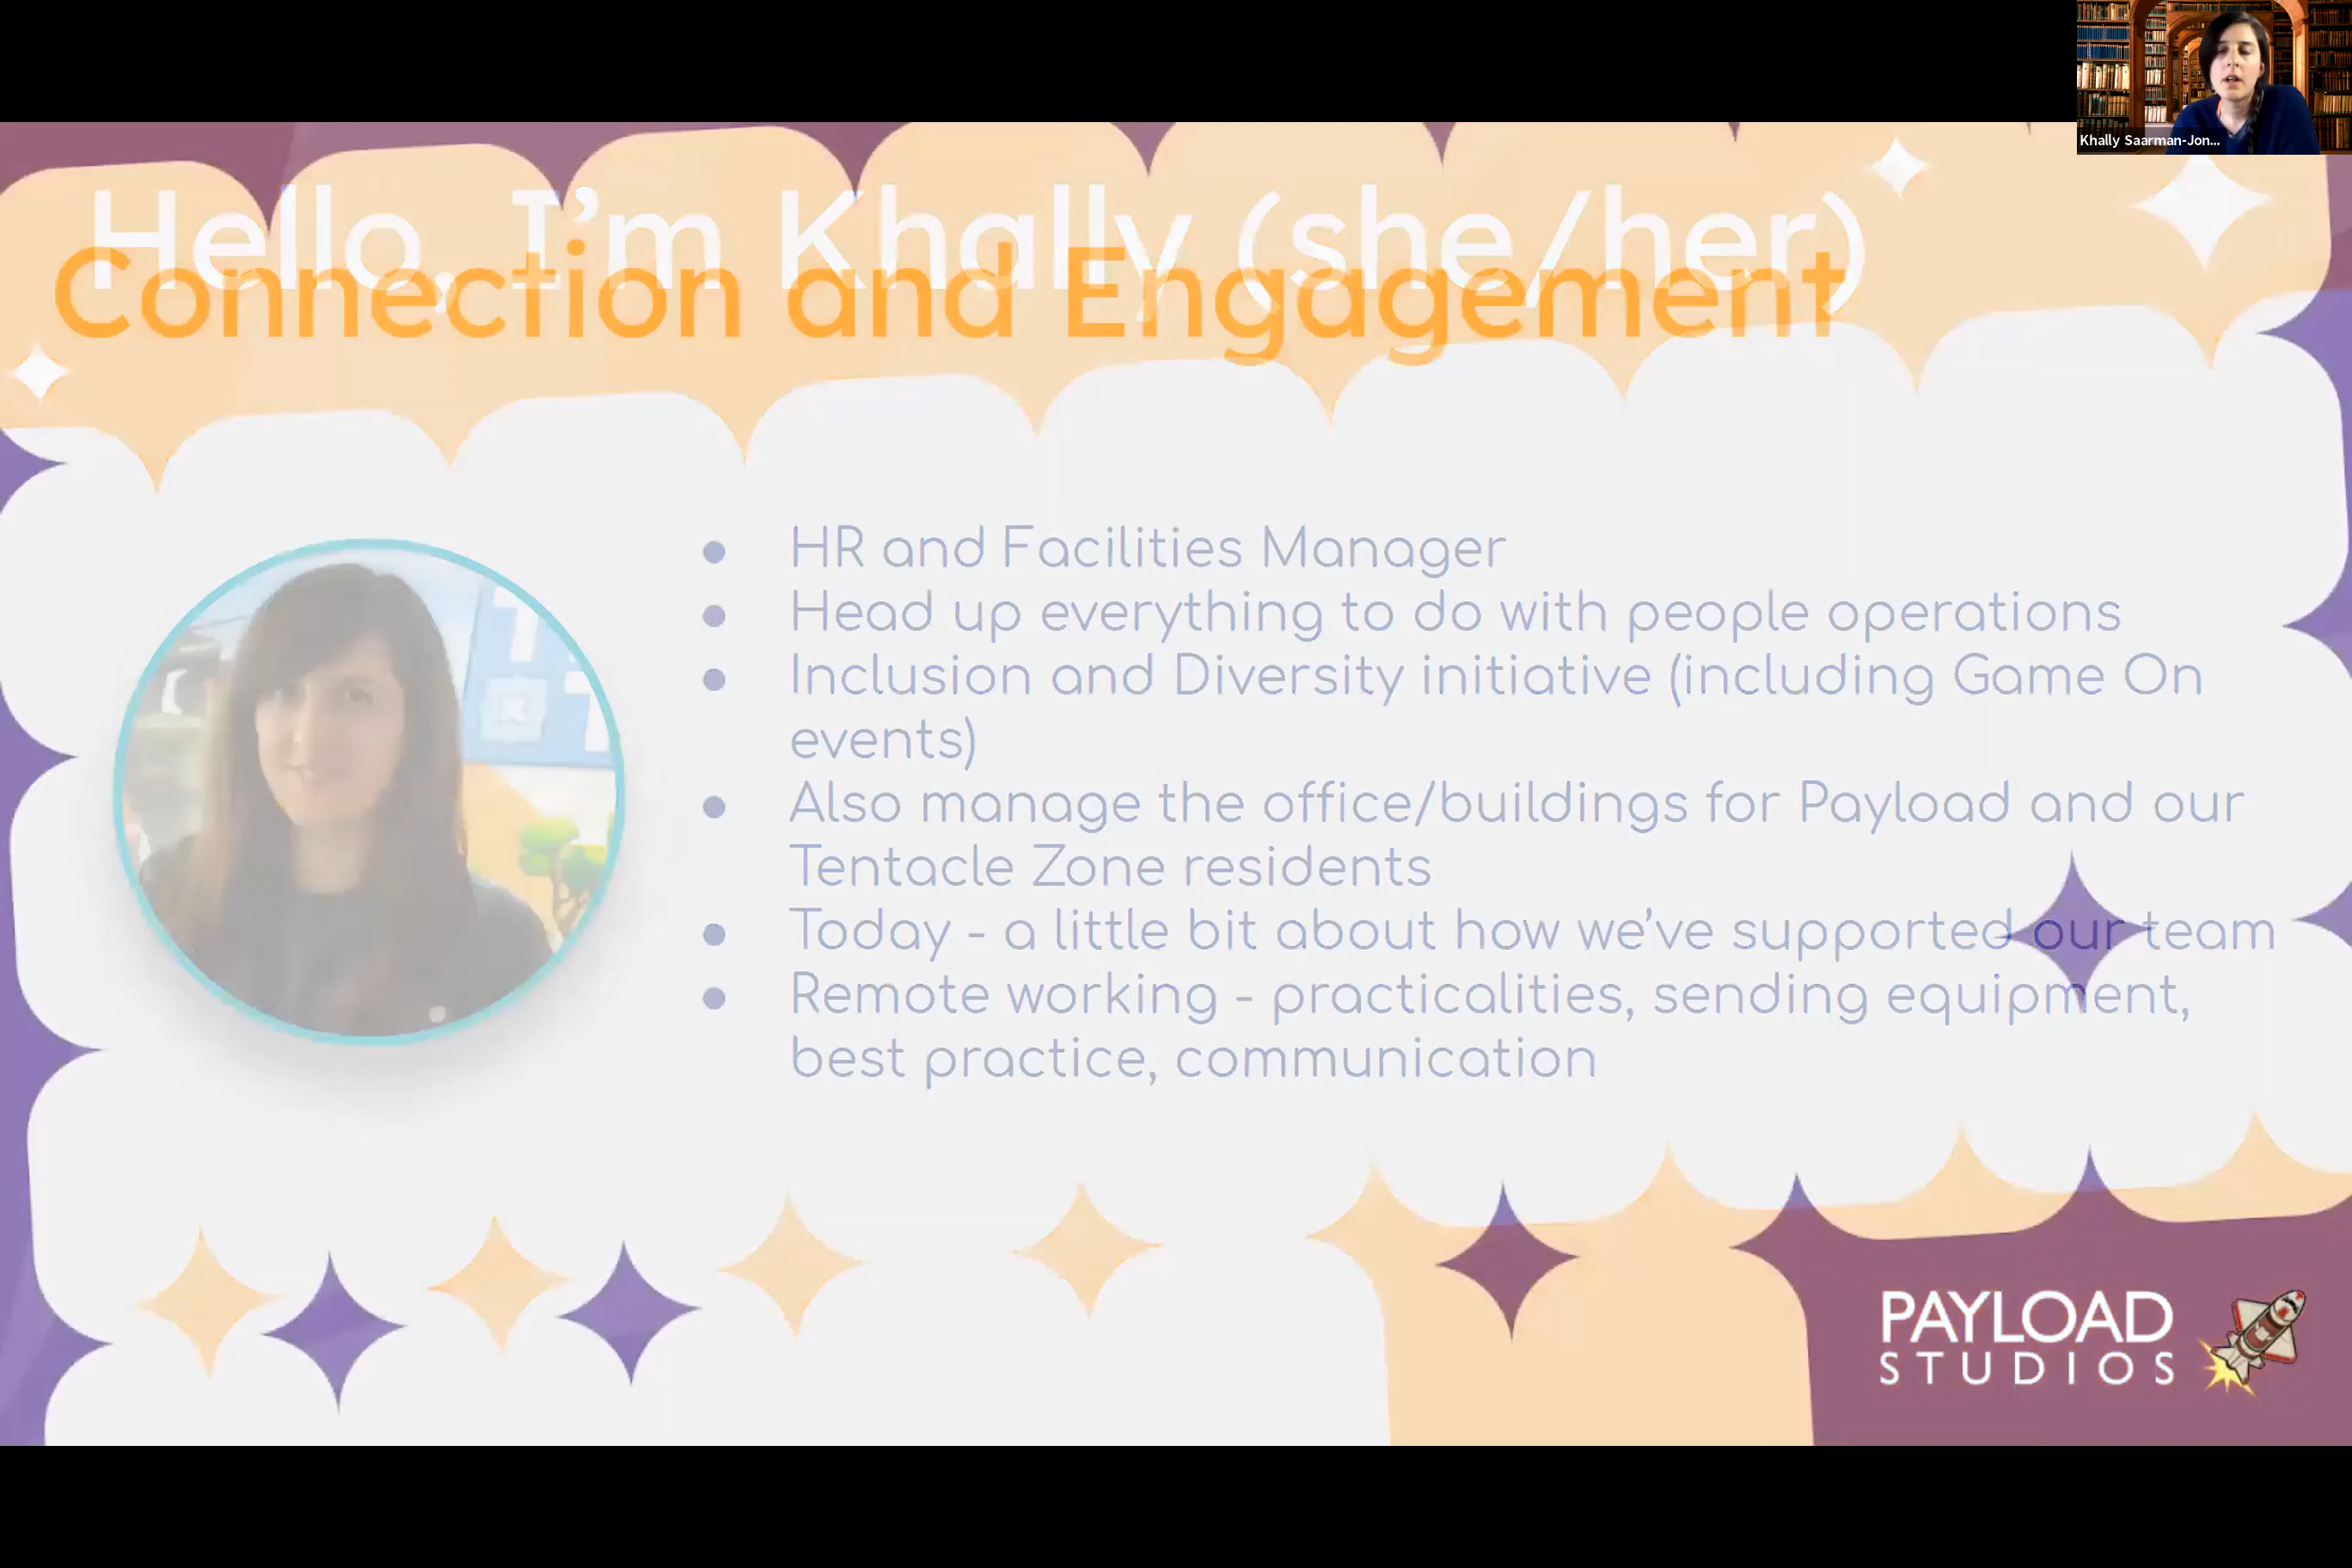 Khally Saarman-Jon...
Hello, I'm Khally (she/her)
Connection and Engagement
● HR and Facilities Manager
● Head up everything to do with people operations
● Inclusion and Diversity initiative (including Game On
events)
● Also manage the office/buildings for Payload and our
Tentacle Zone residents
● Today - a little bit about how we've supported our team
● Remote working - practicalities, sending equipment,
best practice, communication
PAYLOAD
STUDIOS